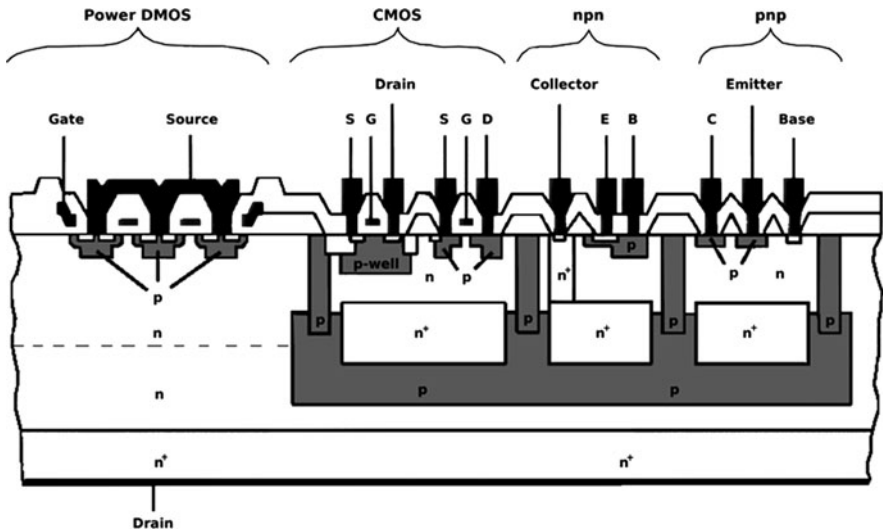 Power DMOS CMOS npn pnp
Drain Collector Emitter
Gate Source S G S D G E B C Base
p-well n p n+ p p n
p
n p n+ p n+ p n+ p
n p p
n+ n+
Drain